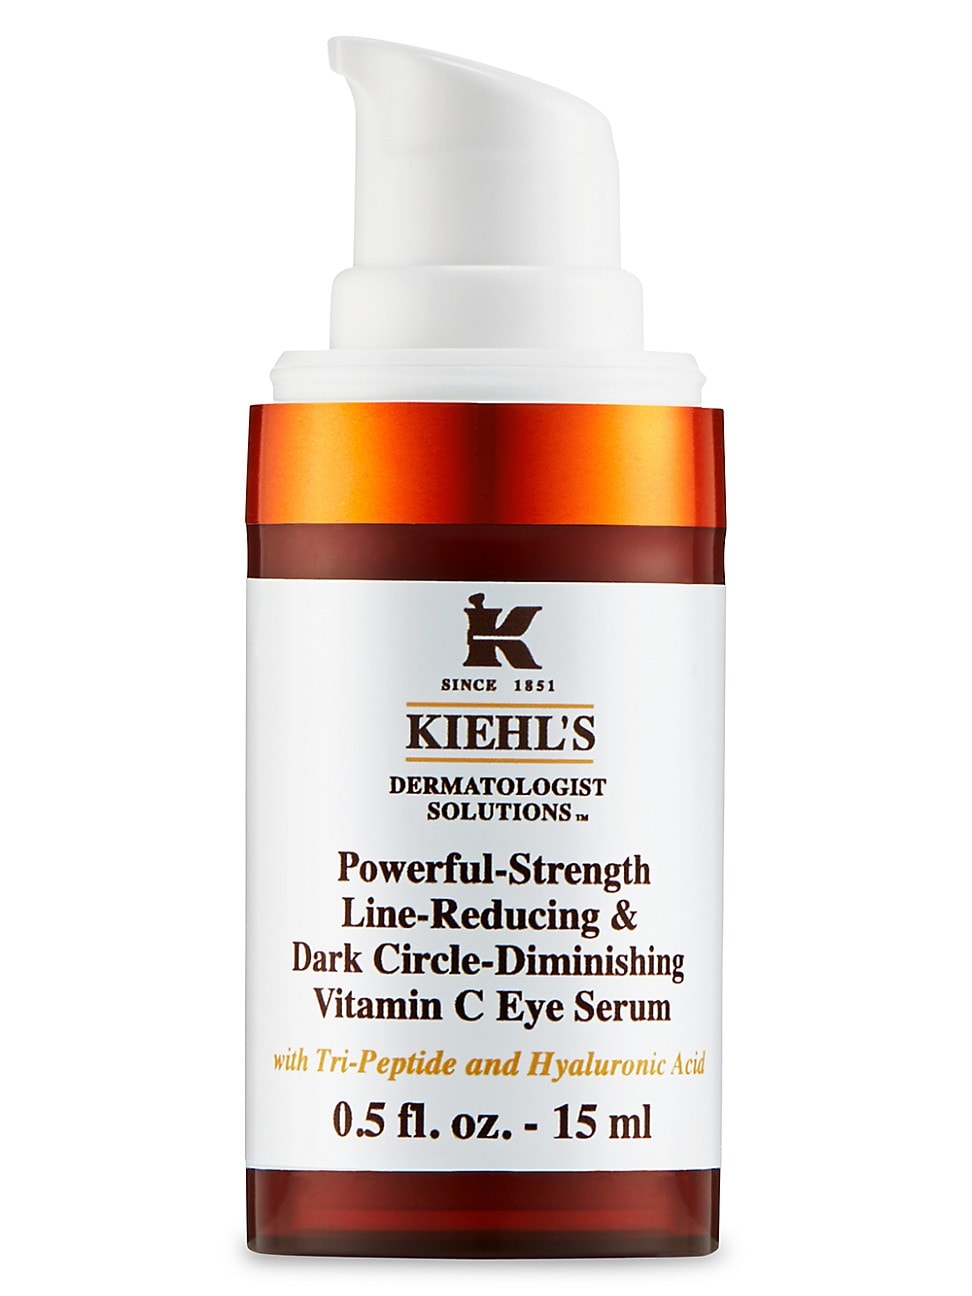 K
SINCE 1851
KIEHL'S
DERMATOLOGIST
SOLUTIONS™
Powerful-Strength
Line-Reducing &
Dark Circle-Diminishing
Vitamin C Eye Serum
with Tri-Peptide and Hyaluronic Acid
0.5 fl. oz. - 15 ml